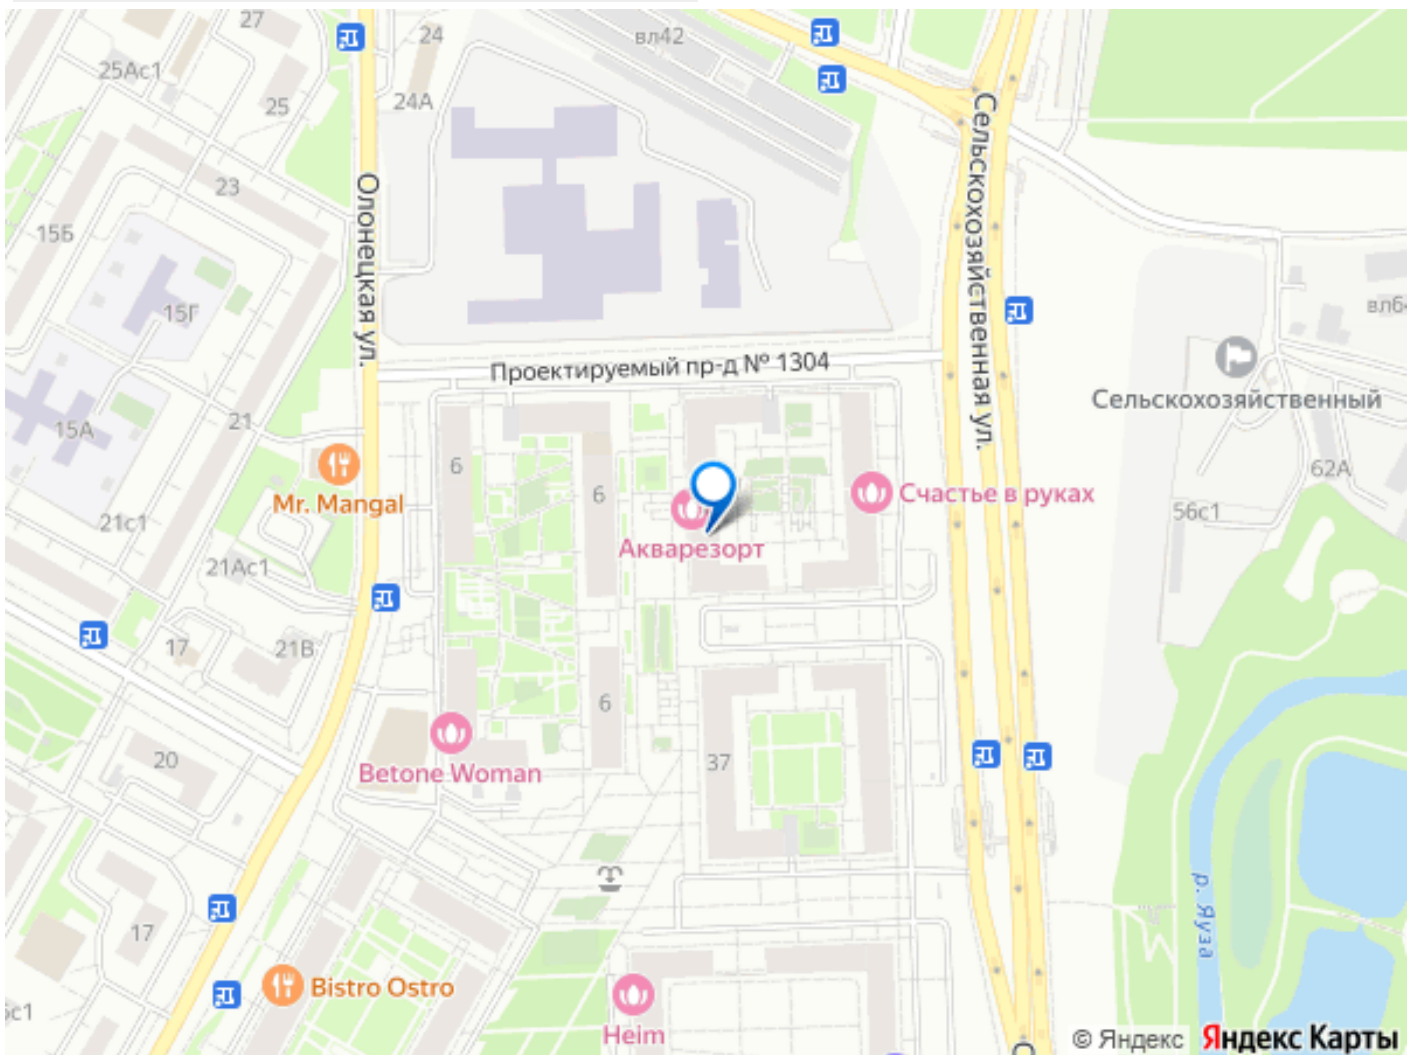 27
24
вл42
25Ас1
25
24А
23
Олонецкая ул.
Сельскохозяйственная ул.
15Б
15Г
влб
Проектируемый пр-д № 1304
Сельскохозяйственный
15А
21
6
6
62А
Mr. Mangal
Счастье в руках
21с1
56с1
Акварезорт
21Ас1
17
21В
6
20
37
Betone Woman
р. Яуза
17
Bistro Ostro
с1
Heim
© Яндекс Яндекс Карты